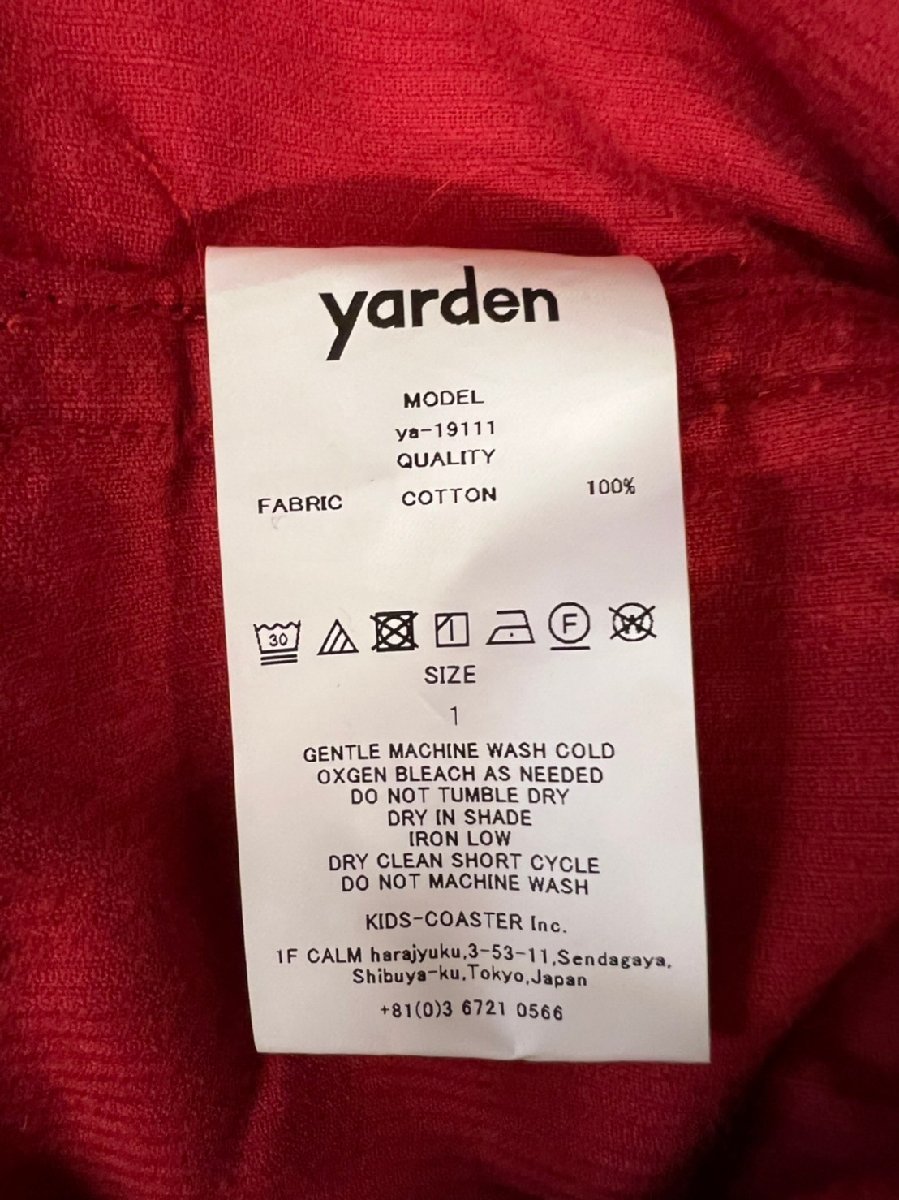 yarden
MODEL
ya-19111
QUALITY
FABRIC COTTON 100%
30 F W
SIZE
1
GENTLE MACHINE WASH COLD
OXGEN BLEACH AS NEEDED
DO NOT TUMBLE DRY
DRY IN SHADE
IRON LOW
DRY CLEAN SHORT CYCLE
DO NOT MACHINE WASH
KIDS-COASTER Inc.
1F CALM harajyuku,3-53-11,Sendagaya,
Shibuya-ku,Tokyo,Japan
+81(0)3 6721 0566